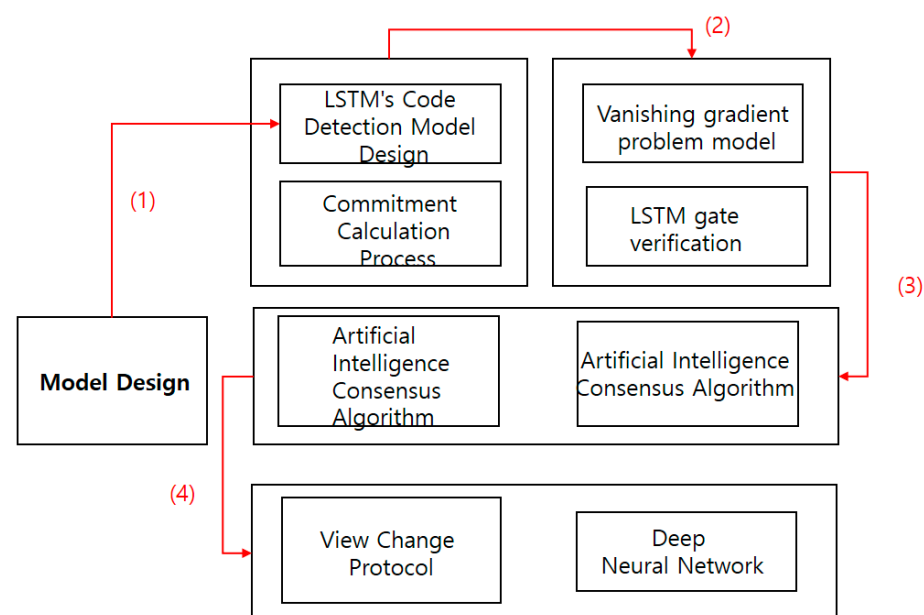 (2)
LSTM's Code
Detection Model
Design
Vanishing gradient
problem model
(1)
Commitment
Calculation
Process
LSTM gate
verification
(3)
Model Design
Artificial
Intelligence
Consensus
Algorithm
Artificial Intelligence
Consensus Algorithm
(4)
View Change
Protocol
Deep
Neural Network